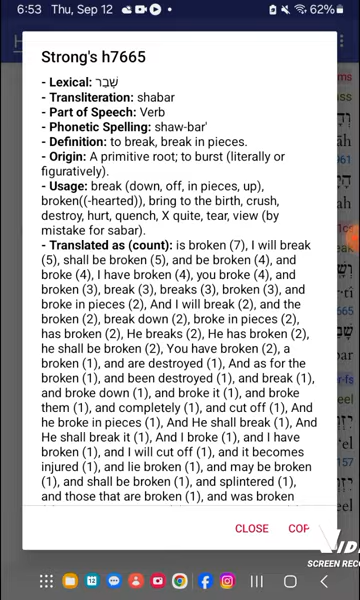 6:53 Thu, Sep 12
62%
Strong's h7665
- Lexical: שָׁבַר
- Transliteration: shabar
- Part of Speech: Verb
- Phonetic Spelling: shaw-bar'
- Definition: to break, break in pieces.
- Origin: A primitive root; to burst (literally or
figuratively).
- Usage: break (down, off, in pieces, up),
broken((-hearted)), bring to the birth, crush,
destroy, hurt, quench, X quite, tear, view (by
mistake for sabar).
- Translated as (count): is broken (7), I will break
(5), shall be broken (5), and be broken (4), and
broke (4), I have broken (4), you broke (4), and
broken (3), break (3), breaks (3), broken (3), and
broke in pieces (2), And I will break (2), and the
broken (2), break down (2), broke in pieces (2),
has broken (2), He breaks (2), He has broken (2),
he shall be broken (2), You have broken (2), a
broken (1), and are destroyed (1), And as for the
broken (1), and been destroyed (1), and break (1),
and broke down (1), and broke it (1), and broke
them (1), and completely (1), and cut off (1), And
he broke in pieces (1), And He shall break (1), And
He shall break it (1), And I broke (1), and I have
broken (1), and I will cut off (1), and it becomes
injured (1), and lie broken (1), and may be broken
(1), and shall be broken (1), and splintered (1),
and those that are broken (1), and was broken
CLOSE
SCREEN REC